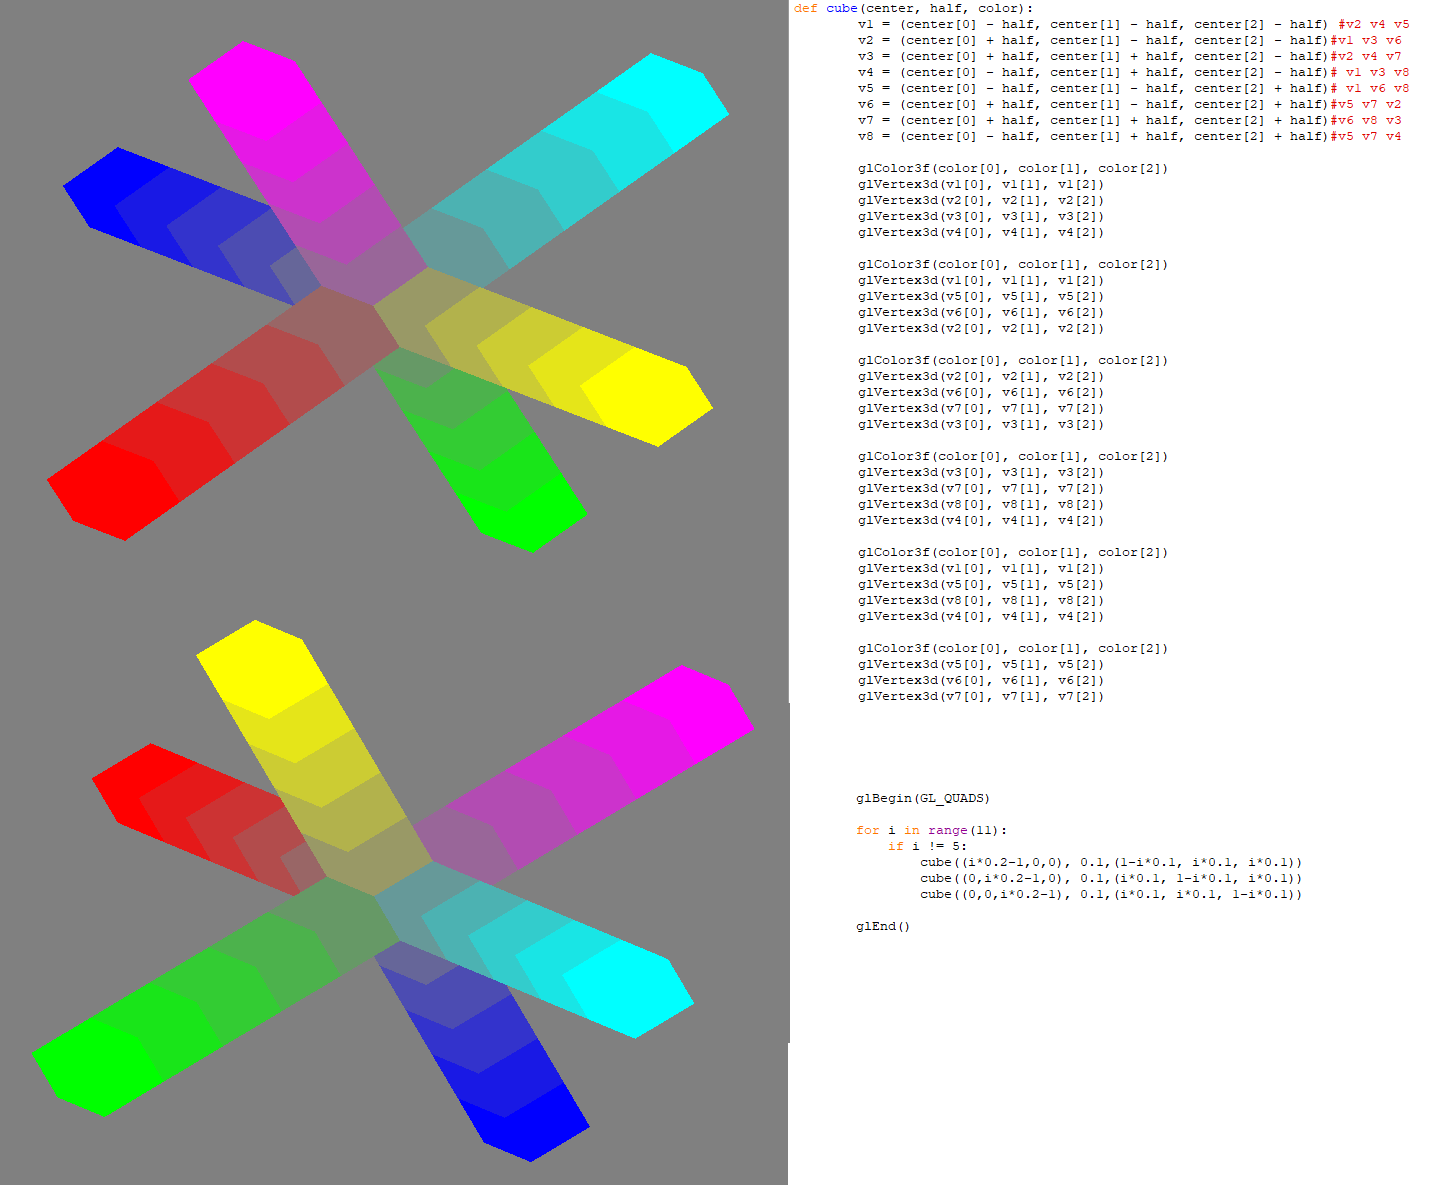 def cube(center, half, color):
v1 = (center[0] - half, center[1] - half, center[2] - half) #v2 v4 v5
v2 = (center[0] + half, center[1] - half, center[2] - half)#v1 v3 v6
v3 = (center[0] + half, center[1] + half, center[2] - half)#v2 v4 v7
v4 = (center[0] - half, center[1] + half, center[2] - half)# v1 v3 v8
v5 = (center[0] - half, center[1] - half, center[2] + half)# v1 v6 v8
v6 = (center[0] + half, center[1] - half, center[2] + half)#v5 v7 v2
v7 = (center[0] + half, center[1] + half, center[2] + half)#v6 v8 v3
v8 = (center[0] - half, center[1] + half, center[2] + half)#v5 v7 v4
glColor3f(color[0], color[1], color[2])
glVertex3d(v1[0], v1[1], v1[2])
glVertex3d(v2[0], v2[1], v2[2])
glVertex3d(v3[0], v3[1], v3[2])
glVertex3d(v4[0], v4[1], v4[2])
glColor3f(color[0], color[1], color[2])
glVertex3d(v1[0], v1[1], v1[2])
glVertex3d(v5[0], v5[1], v5[2])
glVertex3d(v6[0], v6[1], v6[2])
glVertex3d(v2[0], v2[1], v2[2])
glColor3f(color[0], color[1], color[2])
glVertex3d(v2[0], v2[1], v2[2])
glVertex3d(v6[0], v6[1], v6[2])
glVertex3d(v7[0], v7[1], v7[2])
glVertex3d(v3[0], v3[1], v3[2])
glColor3f(color[0], color[1], color[2])
glVertex3d(v3[0], v3[1], v3[2])
glVertex3d(v7[0], v7[1], v7[2])
glVertex3d(v8[0], v8[1], v8[2])
glVertex3d(v4[0], v4[1], v4[2])
glColor3f(color[0], color[1], color[2])
glVertex3d(v1[0], v1[1], v1[2])
glVertex3d(v5[0], v5[1], v5[2])
glVertex3d(v8[0], v8[1], v8[2])
glVertex3d(v4[0], v4[1], v4[2])
glColor3f(color[0], color[1], color[2])
glVertex3d(v5[0], v5[1], v5[2])
glVertex3d(v6[0], v6[1], v6[2])
glVertex3d(v7[0], v7[1], v7[2])
glBegin(GL_QUADS)
for i in range(11):
if i != 5:
cube((i*0.2-1,0,0), 0.1,(1-i*0.1, i*0.1, i*0.1))
cube((0,i*0.2-1,0), 0.1,(i*0.1, 1-i*0.1, i*0.1))
cube((0,0,i*0.2-1), 0.1,(i*0.1, i*0.1, 1-i*0.1))
glEnd()